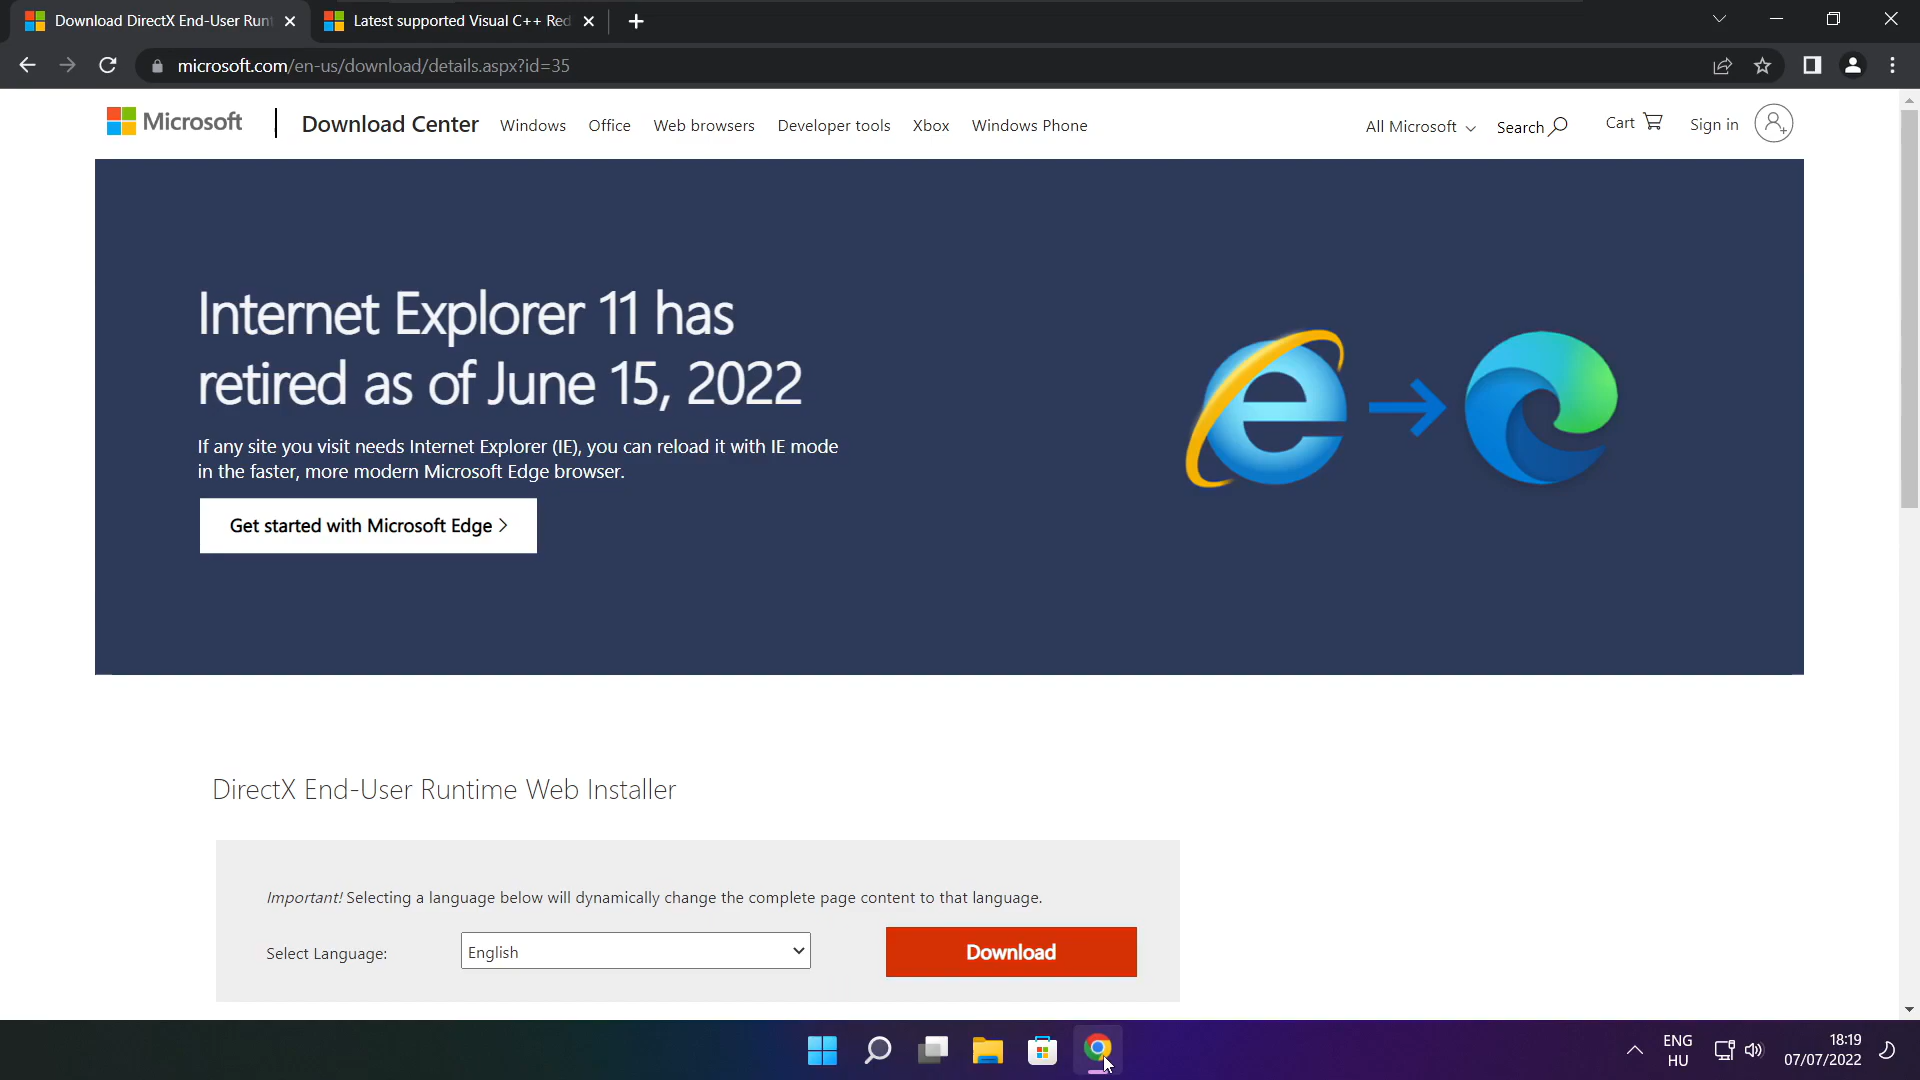 Download DirectX End-User Runt
Latest supported Visual C++ Red
microsoft.com/en-us/download/details.aspx?id=35
Microsoft
Download Center
Windows
Office
Web browsers
Developer tools
Xbox
Windows Phone
All Microsoft
Search
Cart
Sign in
Internet Explorer 11 has
retired as of June 15, 2022
If any site you visit needs Internet Explorer (IE), you can reload it with IE mode
in the faster, more modern Microsoft Edge browser.
Get started with Microsoft Edge >
DirectX End-User Runtime Web Installer
Important! Selecting a language below will dynamically change the complete page content to that language.
Select Language:
English
Download
ENG
HU
18:19
07/07/2022